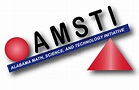 AMSTI
ALABAMA MATH, SCIENCE, AND TECHNOLOGY INITIATIVE